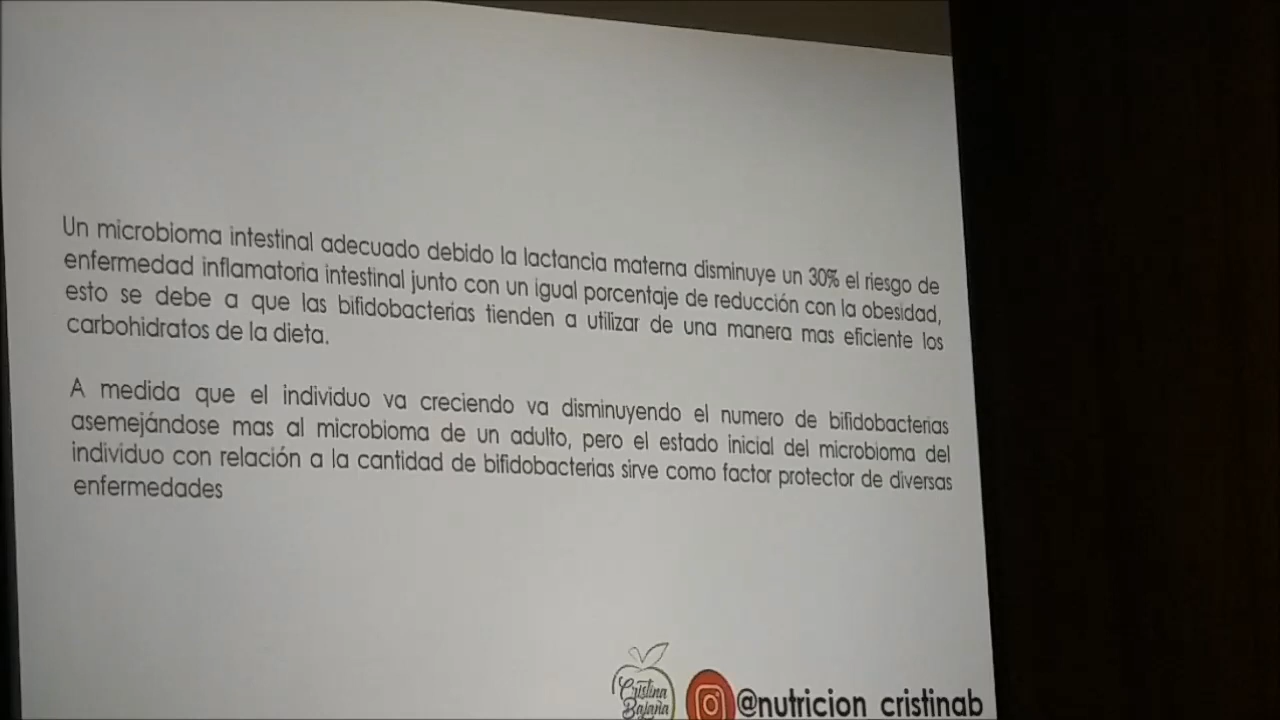 Un microbioma intestinal adecuado debido la lactancia materna disminuye un 30% el riesgo de
enfermedad inflamatoria intestinal junto con un igual porcentaje de reducción con la obesidad,
esto se debe a que las bifidobacterias tienden a utilizar de una manera mas eficiente los
carbohidratos de la dieta.
A medida que el individuo va creciendo va disminuyendo el numero de bifidobacterias
asemejándose mas al microbioma de un adulto, pero el estado inicial del microbioma del
individuo con relación a la cantidad de bifidobacterias sirve como factor protector de diversas
enfermedades
Cristina
Bajaña
@nutricion_cristinab